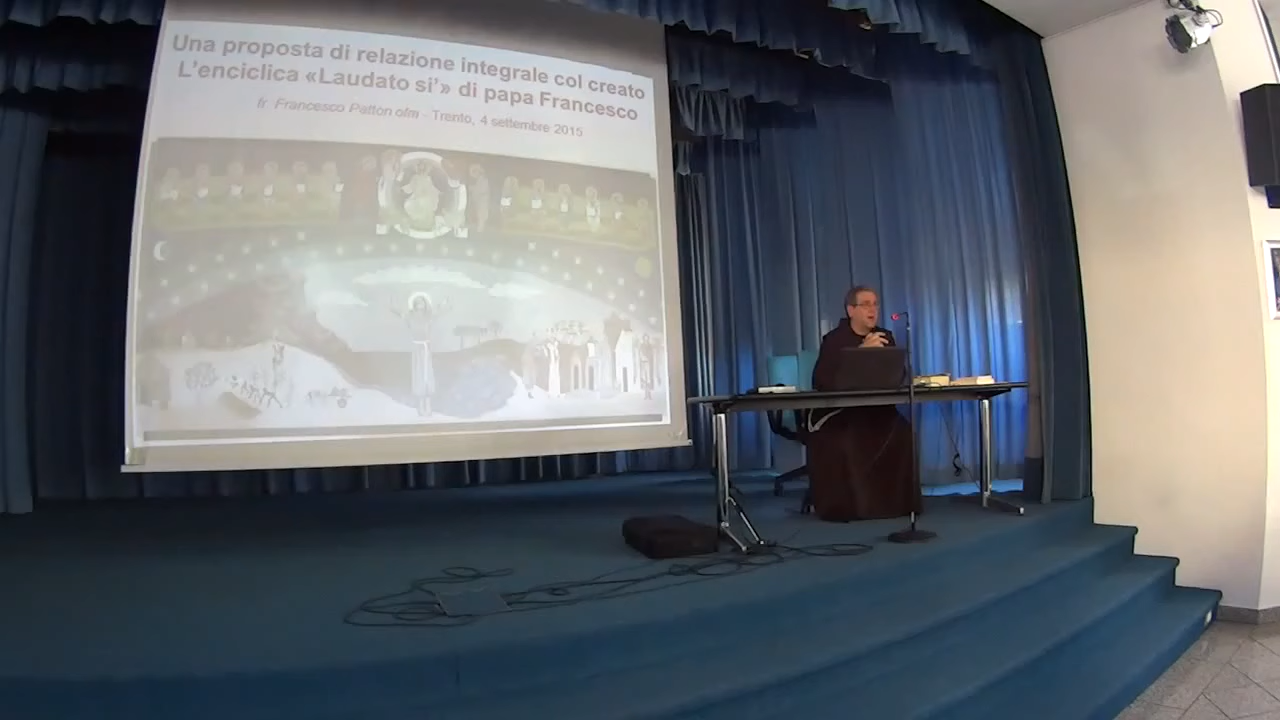 Una proposta di relazione integrale col creato
L'enciclica «Laudato si'» di papa Francesco
fr Francesco Patton ofm - Trento, 4 settembre 2015